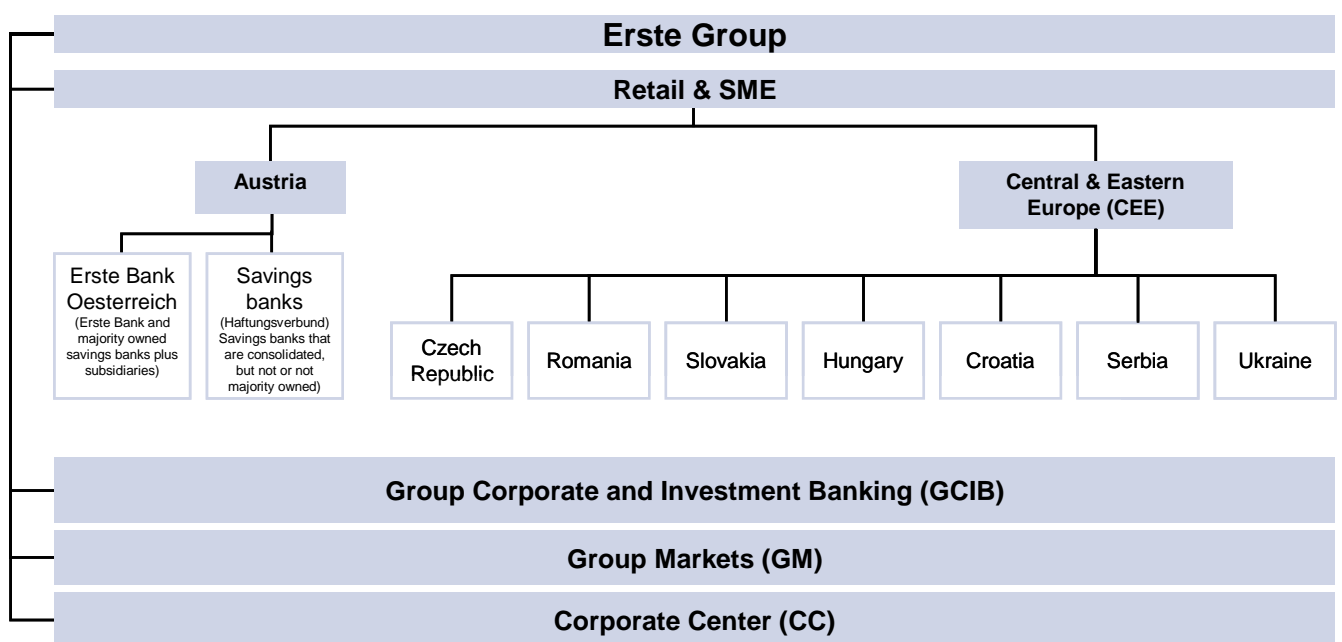 Erste Group
Retail & SME
Austria
Central & Eastern
Europe (CEE)
Erste Bank
Oesterreich
(Erste Bank and
majority owned
savings banks plus
subsidiaries)
Savings
banks
(Haftungsverbund)
Savings banks that
are consolidated,
but not or not
majority owned)
Czech
Republic
Romania
Slovakia
Hungary
Croatia
Serbia
Ukraine
Group Corporate and Investment Banking (GCIB)
Group Markets (GM)
Corporate Center (CC)